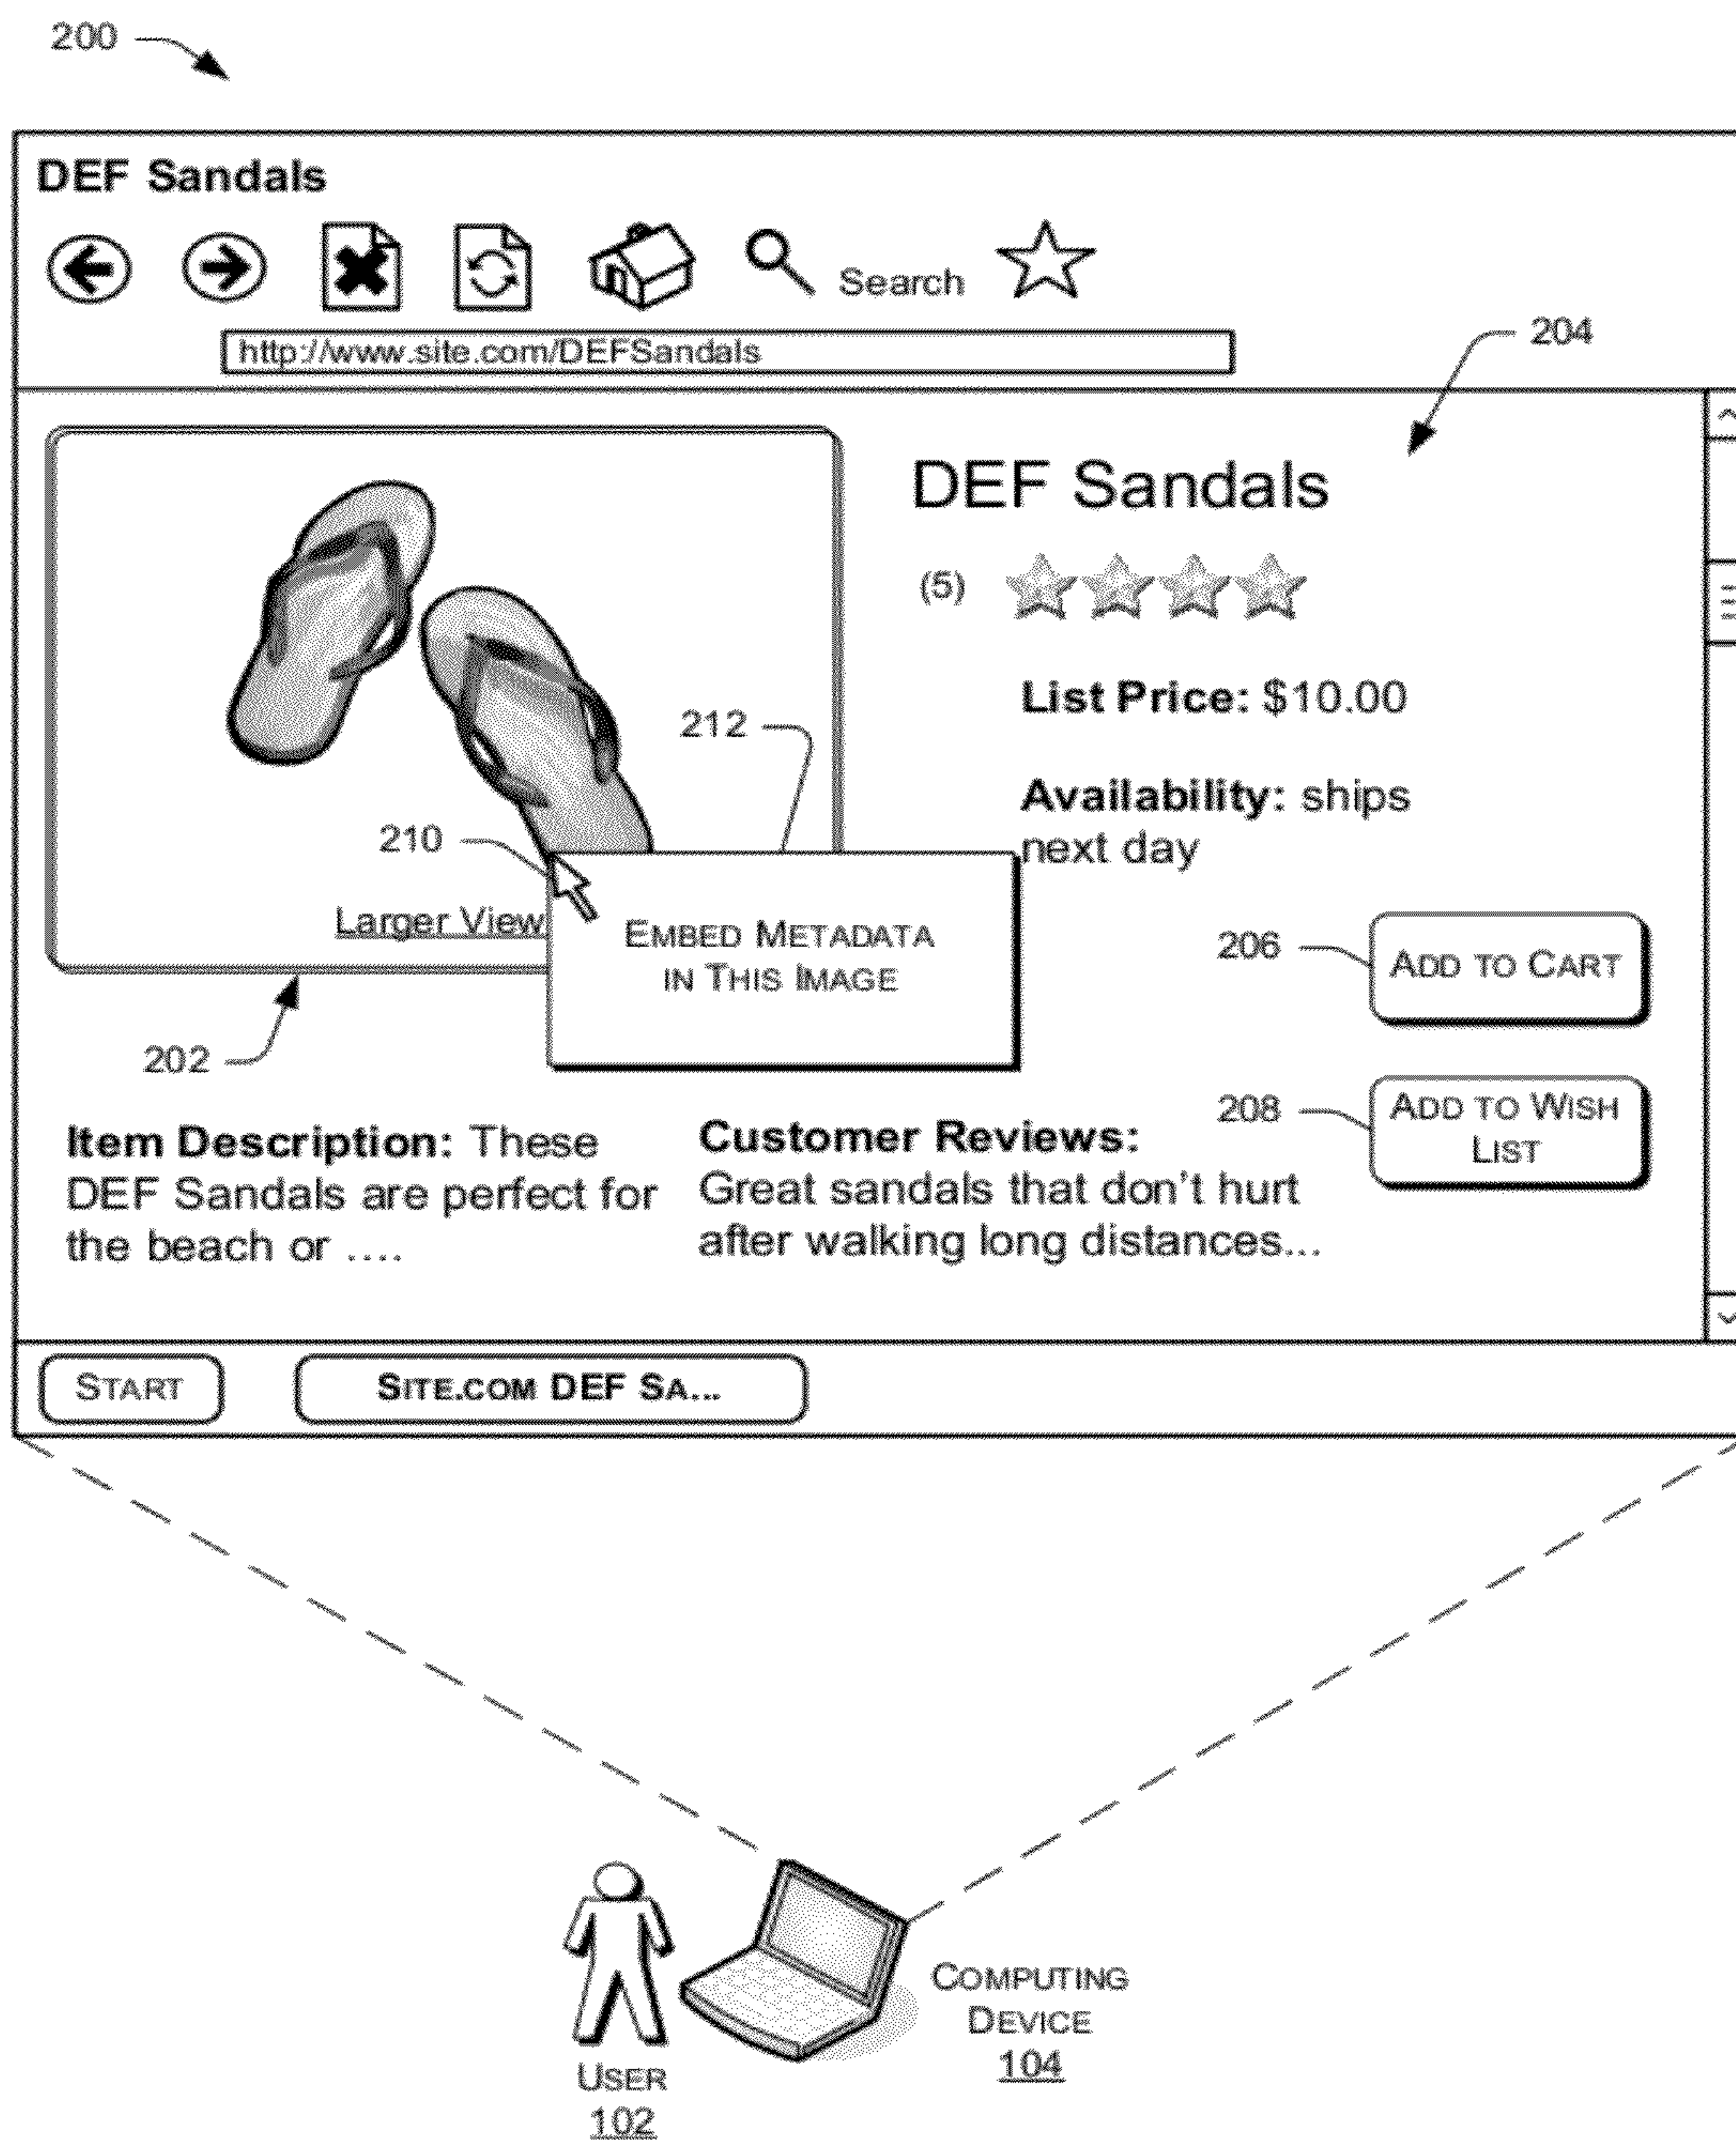 200
DEF Sandals
Search
http://www.site.com/DEFSandals
204
DEF Sandals
(5)
List Price: $10.00
212
Availability: ships
next day
210
Larger View
EMBED METADATA
IN THIS IMAGE
206
ADD TO CART
202
208
ADD TO WISH
LIST
Item Description: These
DEF Sandals are perfect for
the beach or ....
Customer Reviews:
Great sandals that don't hurt
after walking long distances...
START
SITE.COM DEF SA...
COMPUTING
DEVICE
104
USER
102